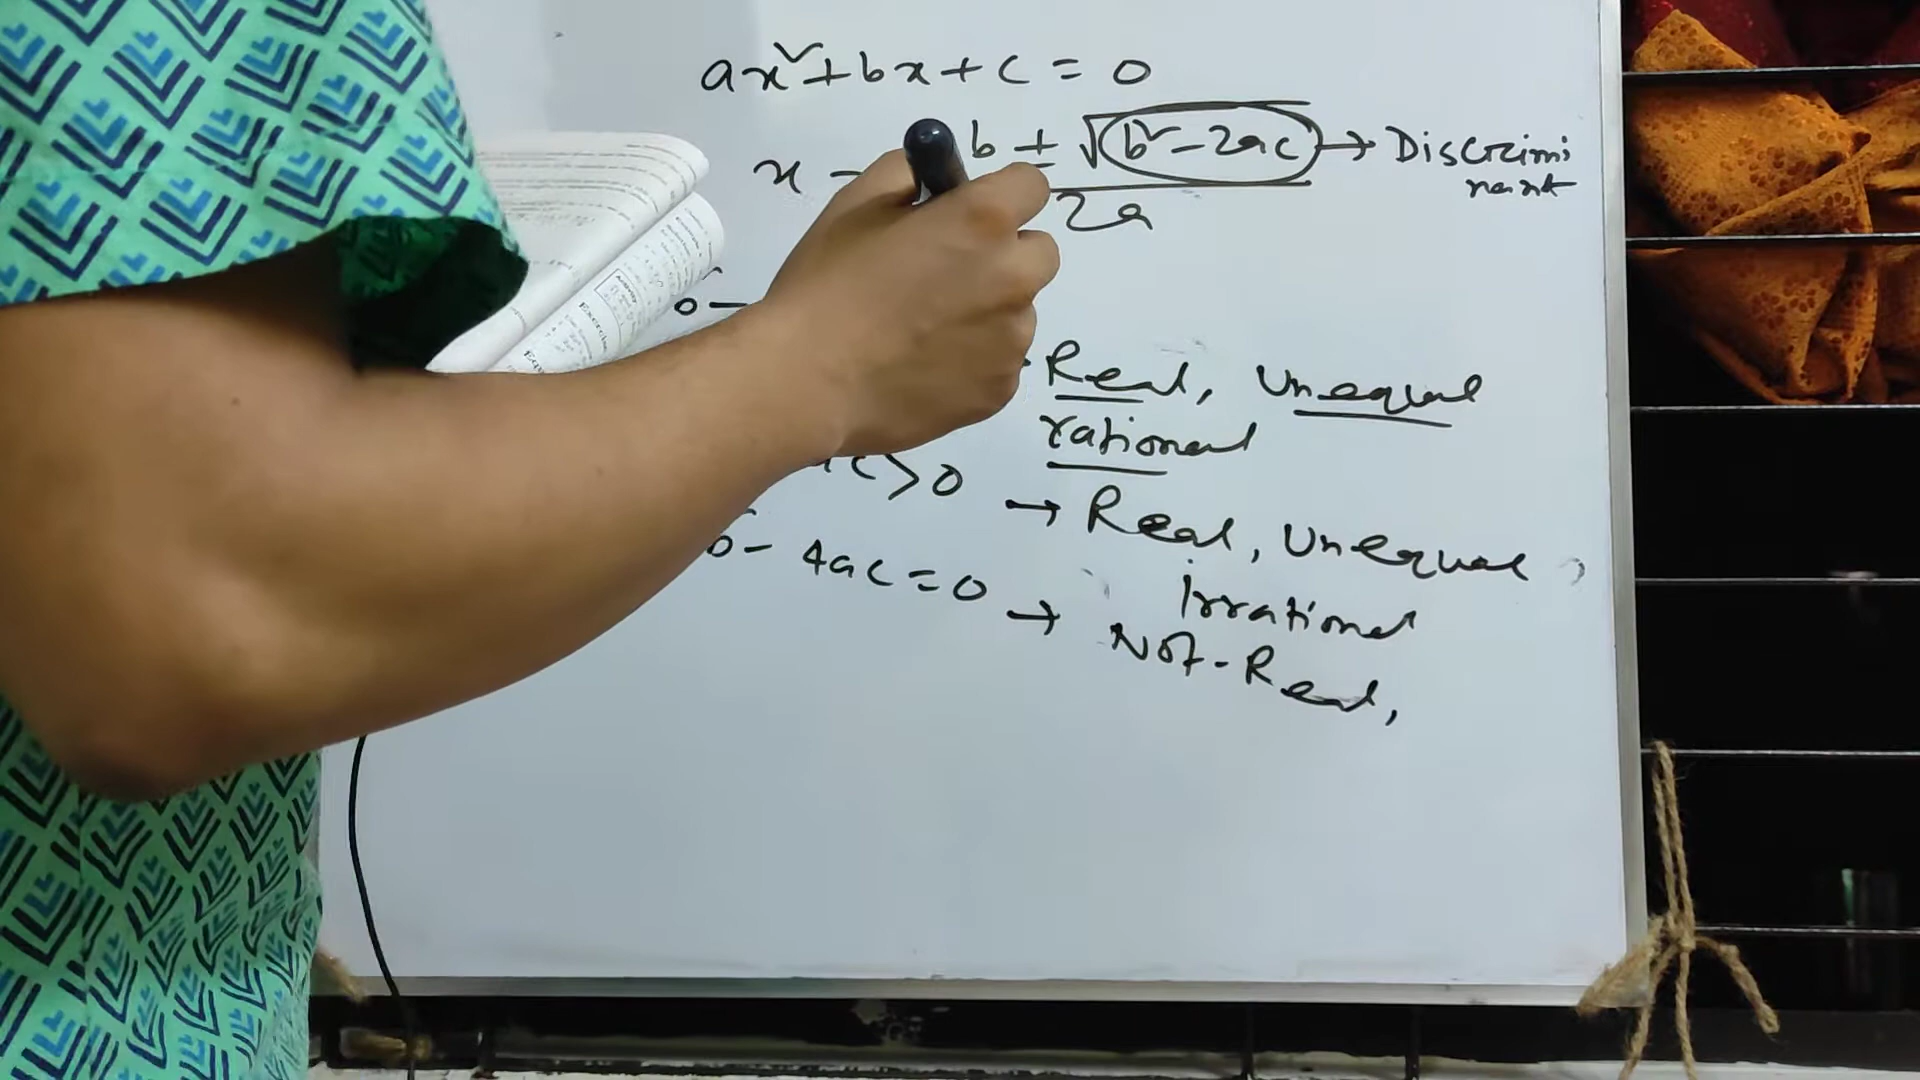 ax²+bx+c=0
x b ± √b²-2ac → Discrimi
nant
2a
Real, Unequal
rational
c>0 → Real, Unequal,
b²-4ac=0
Irrational
→ Not-Real,